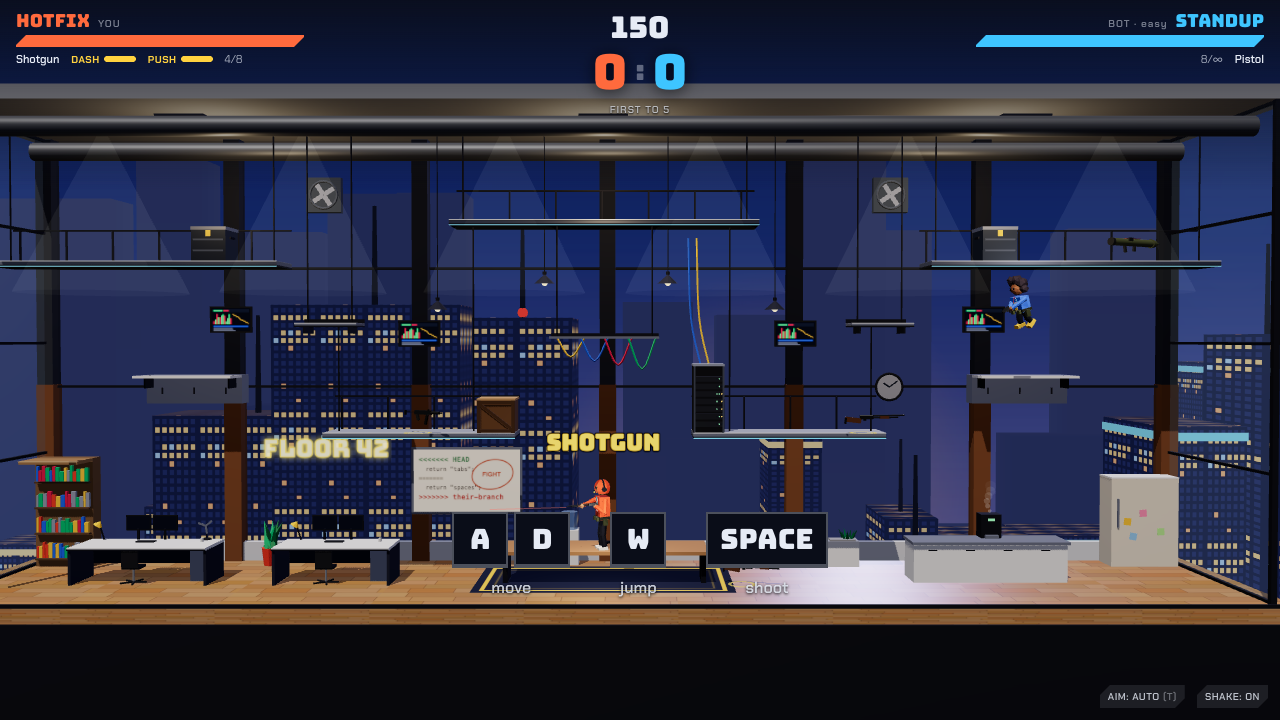 HOTFIX YOU
150
BOT · easy STANDUP
Shotgun DASH PUSH 4/8
0 : 0
8/∞ Pistol
FIRST TO 5
FLOOR 42
SHOTGUN
<<<<<<< HEAD
return "tabs"
=======
return "spaces"
>>>>>>> their-branch
FIGHT
A D W SPACE
move jump shoot
AIM: AUTO [T] SHAKE: ON